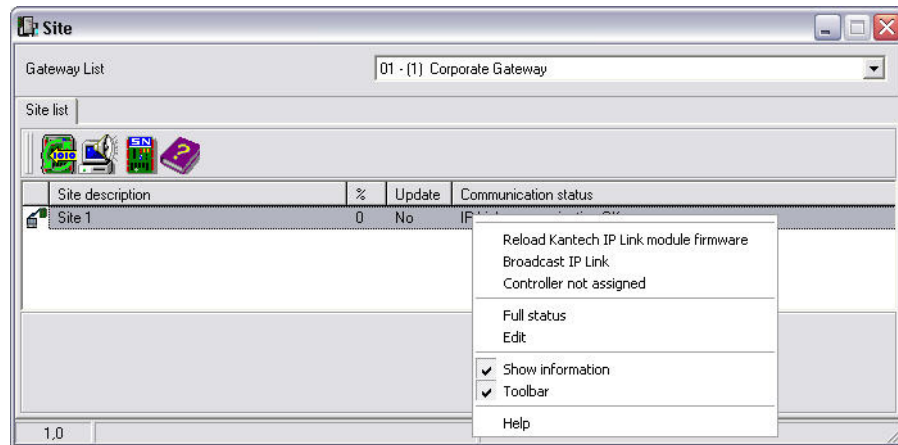 Site
Gateway List 01 - (1) Corporate Gateway
Site list
1010 SN ?
Site description % Update Communication status
Site 1 0 No
Reload Kantech IP Link module firmware
Broadcast IP Link
Controller not assigned
Full status
Edit
Show information
Toolbar
Help
1,0